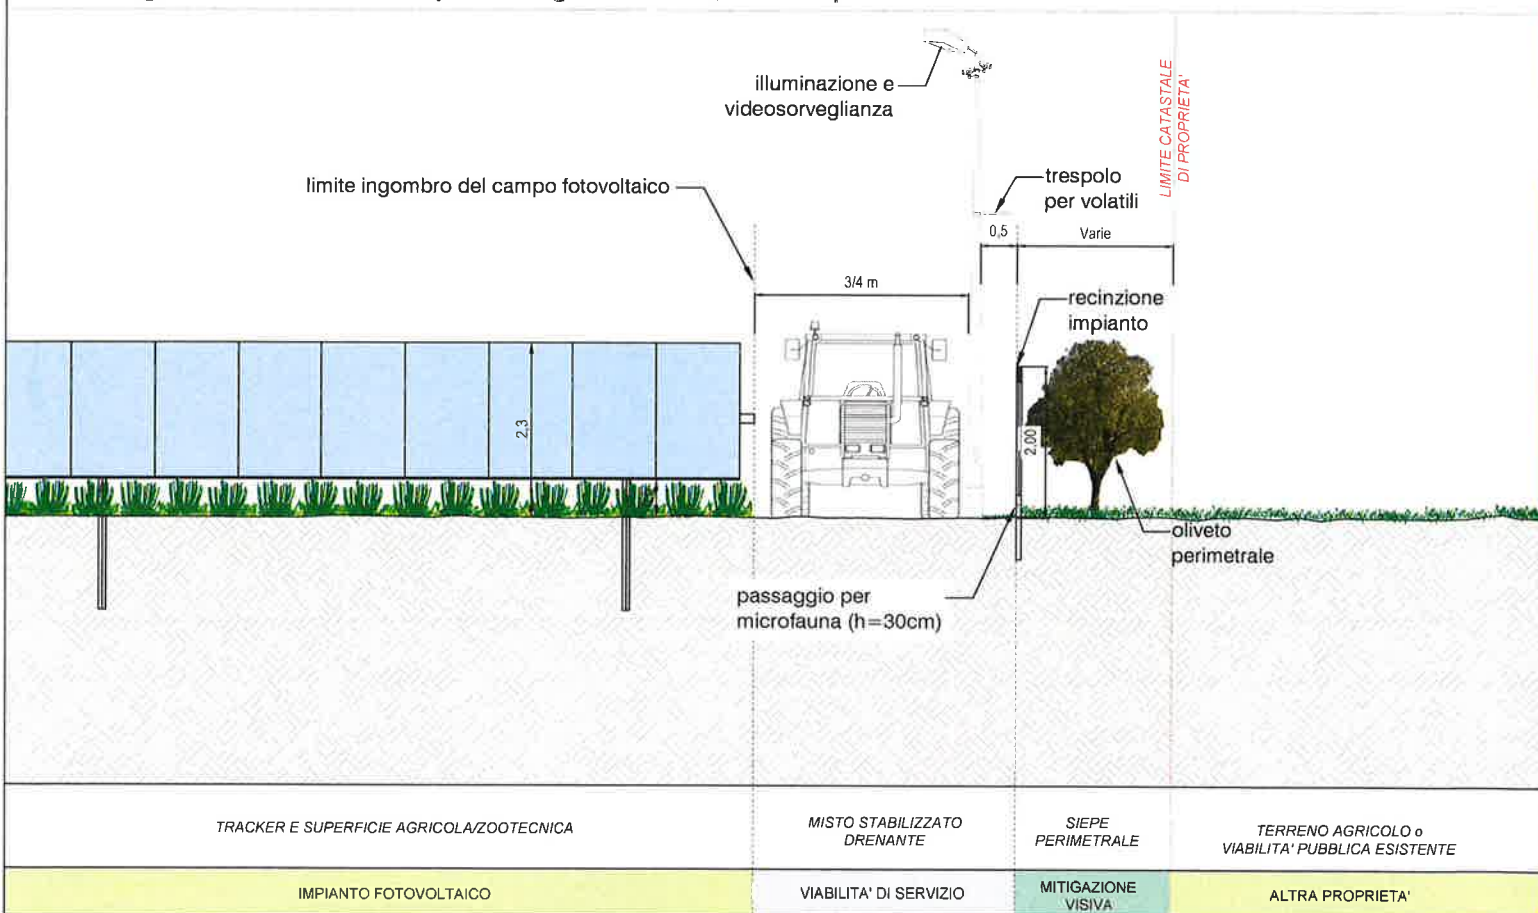 illuminazione e
videosorveglianza
LIMITE CATASTALE
DI PROPRIETA'
limite ingombro del campo fotovoltaico
trespolo
per volatili
0,5
Varie
3/4 m
recinzione
impianto
2,3
2.00
oliveto
perimetrale
passaggio per
microfauna (h=30cm)
TRACKER E SUPERFICIE AGRICOLA/ZOOTECNICA
MISTO STABILIZZATO
DRENANTE
SIEPE
PERIMETRALE
TERRENO AGRICOLO o
VIABILITA' PUBBLICA ESISTENTE
IMPIANTO FOTOVOLTAICO
VIABILITA' DI SERVIZIO
MITIGAZIONE
VISIVA
ALTRA PROPRIETA'